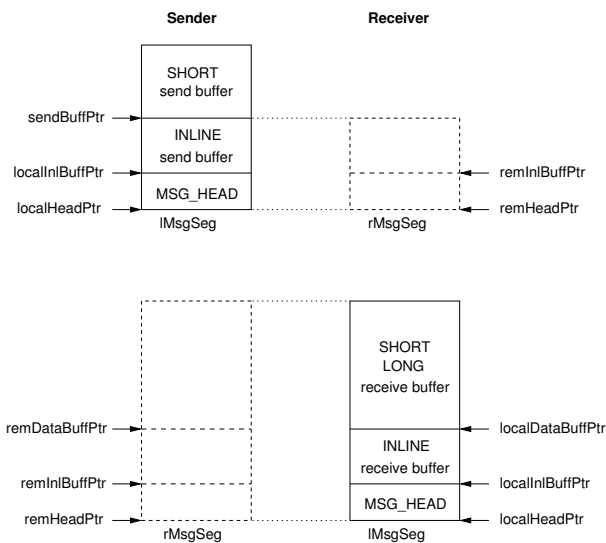 Sender Receiver
SHORT
send buffer
sendBuffPtr
INLINE
send buffer
localInlBuffPtr remInlBuffPtr
MSG_HEAD
localHeadPtr remHeadPtr
lMsgSeg rMsgSeg
SHORT
LONG
receive buffer
remDataBuffPtr localDataBuffPtr
INLINE
receive buffer
remInlBuffPtr localInlBuffPtr
MSG_HEAD
remHeadPtr localHeadPtr
rMsgSeg lMsgSeg